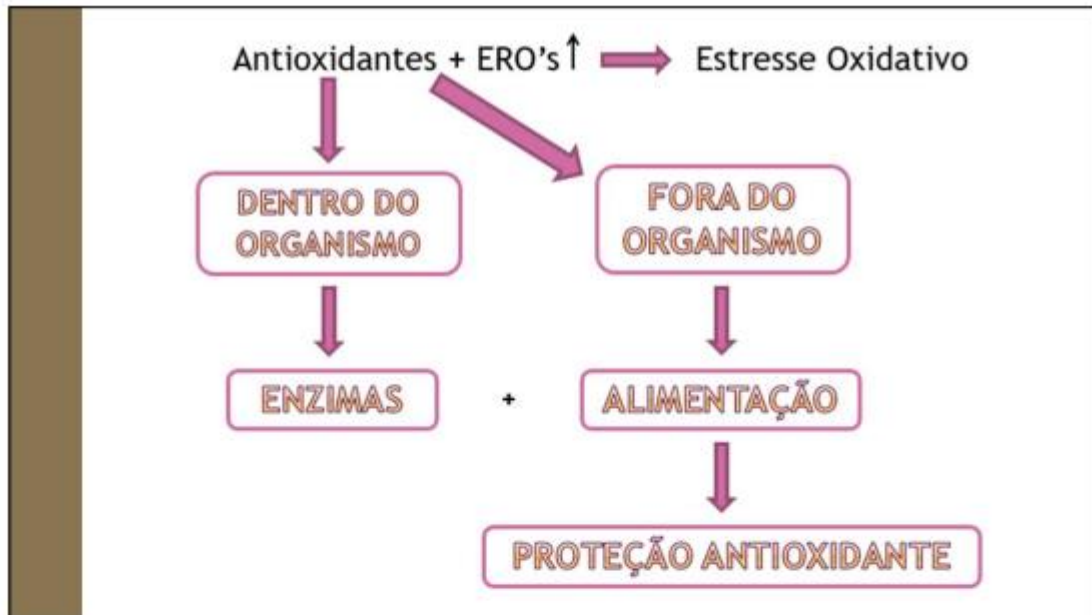 Antioxidantes + ERO's ↑ → Estresse Oxidativo
DENTRO DO
ORGANISMO
FORA DO
ORGANISMO
ENZIMAS + ALIMENTAÇÃO
PROTEÇÃO ANTIOXIDANTE